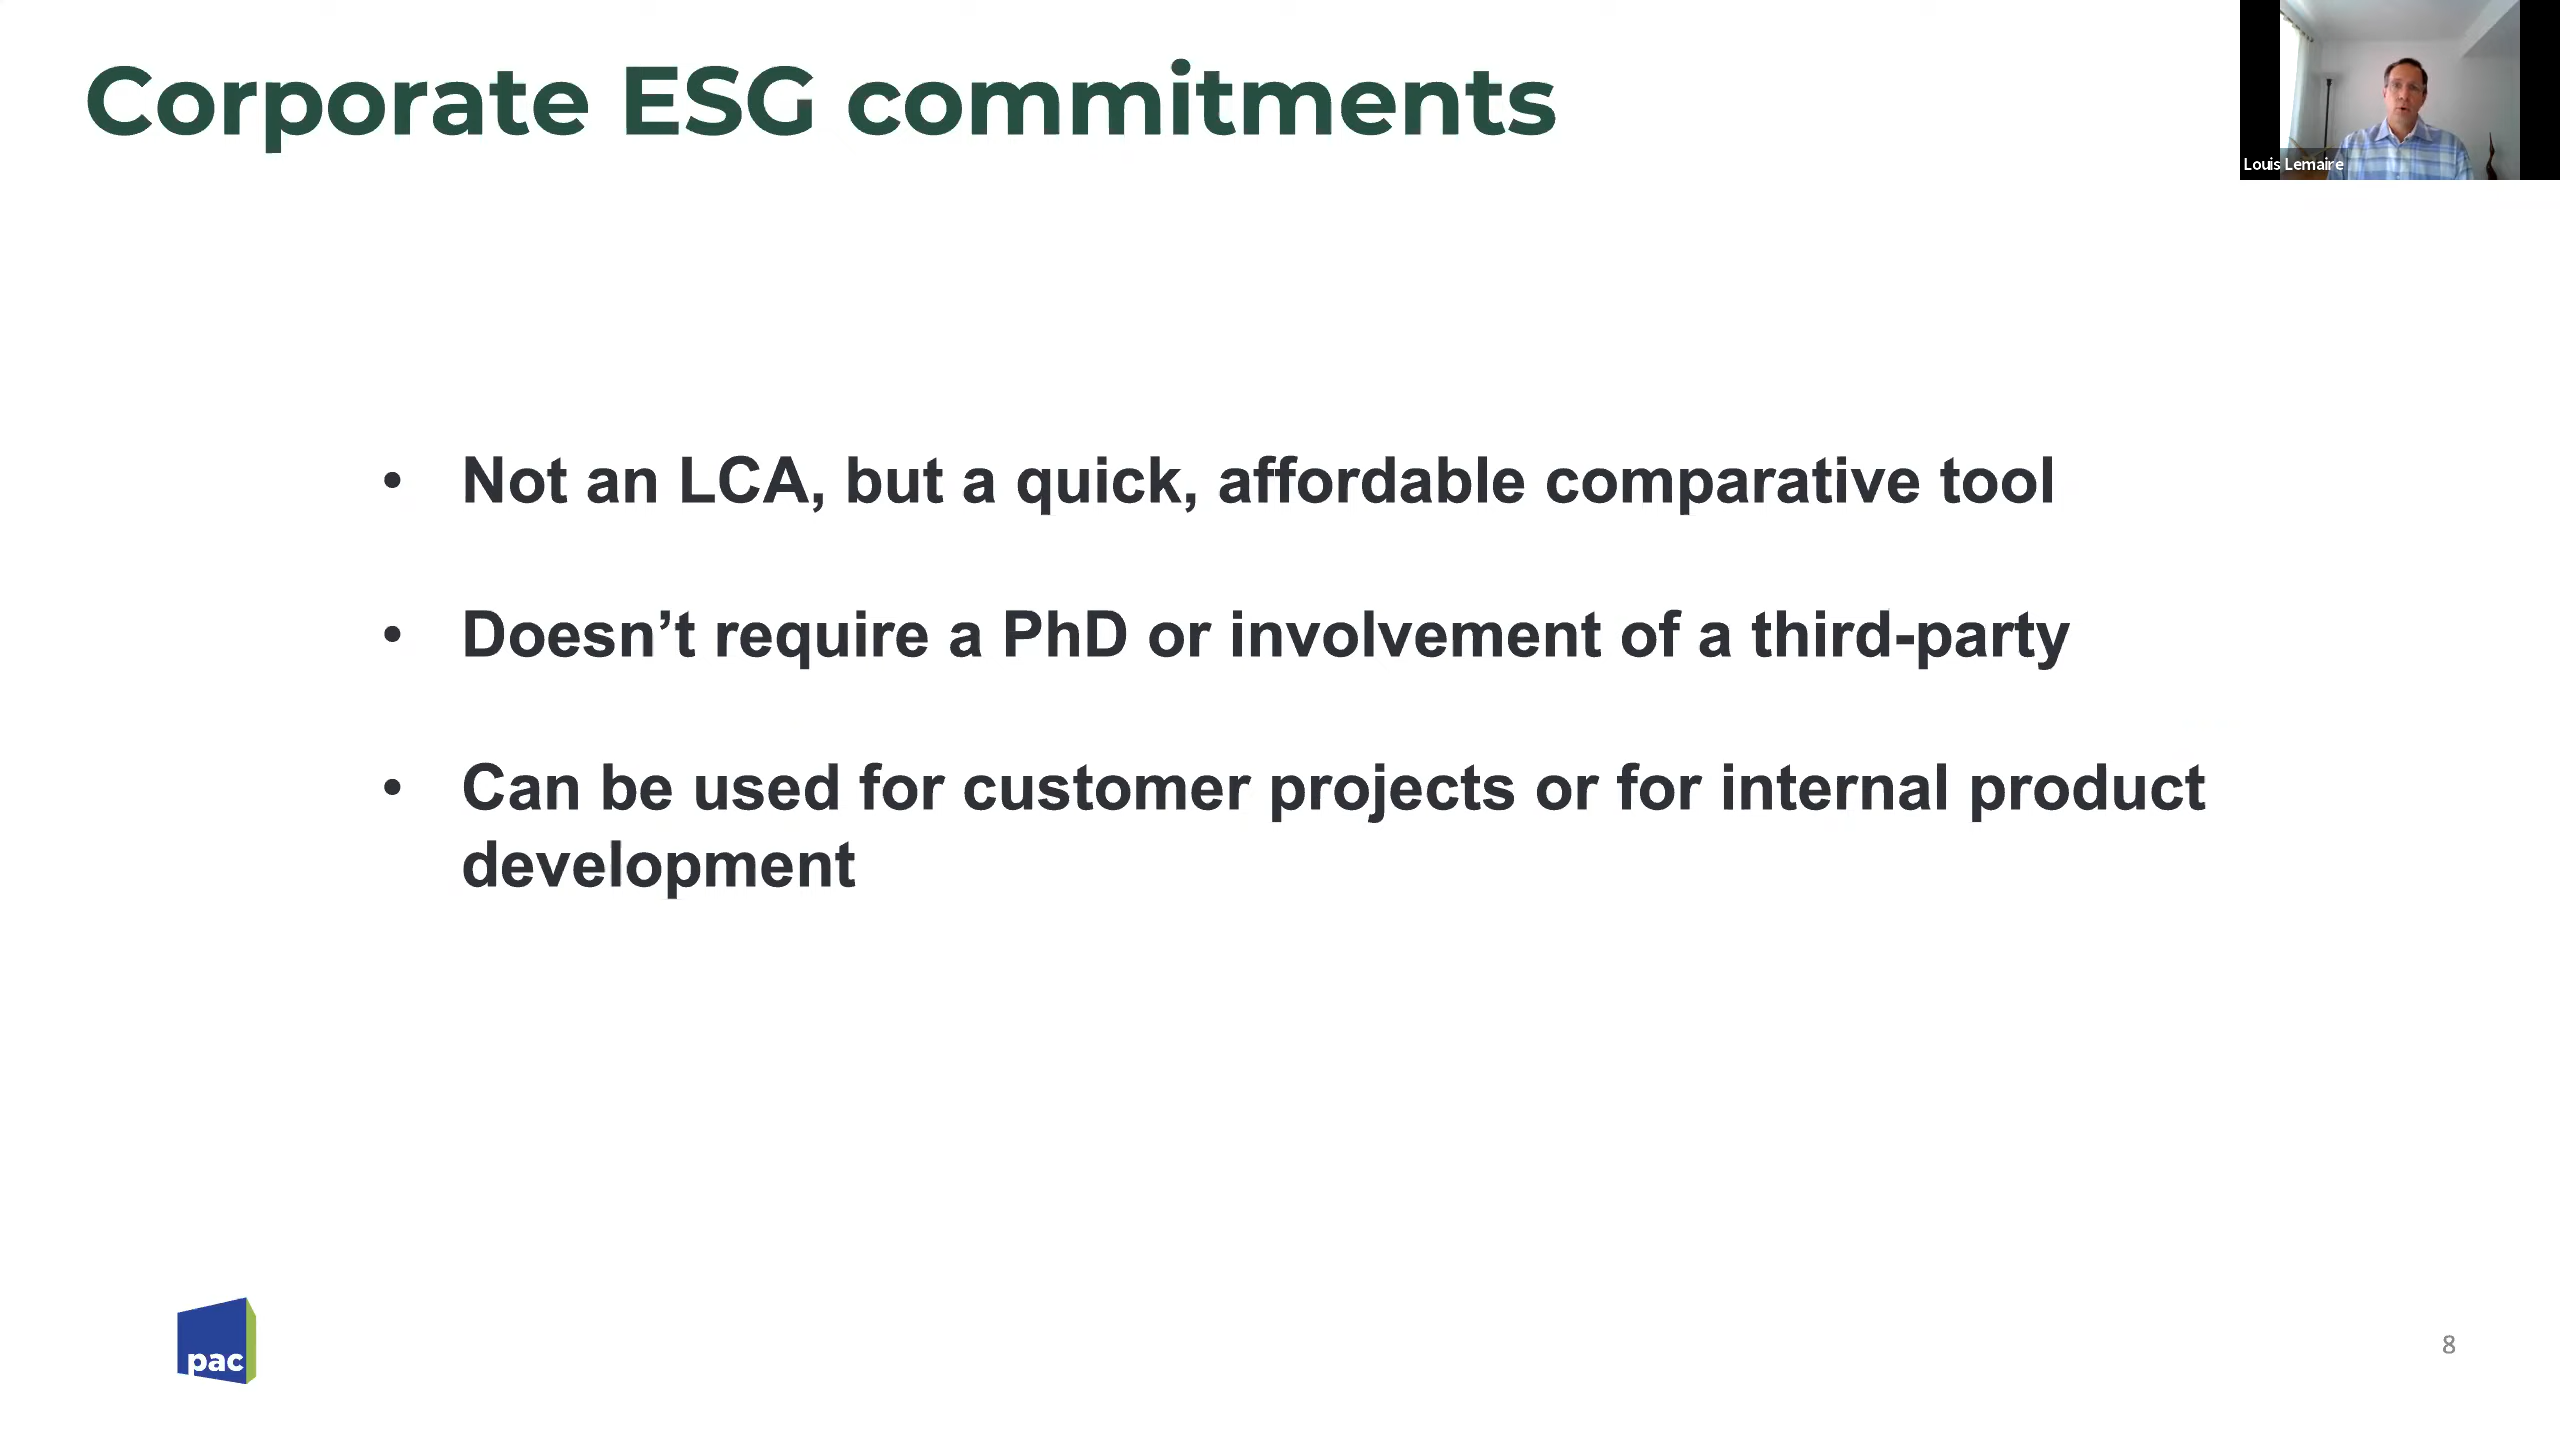 Corporate ESG commitments
Louis Lemaire
• Not an LCA, but a quick, affordable comparative tool
• Doesn’t require a PhD or involvement of a third-party
• Can be used for customer projects or for internal product
development
pac
8